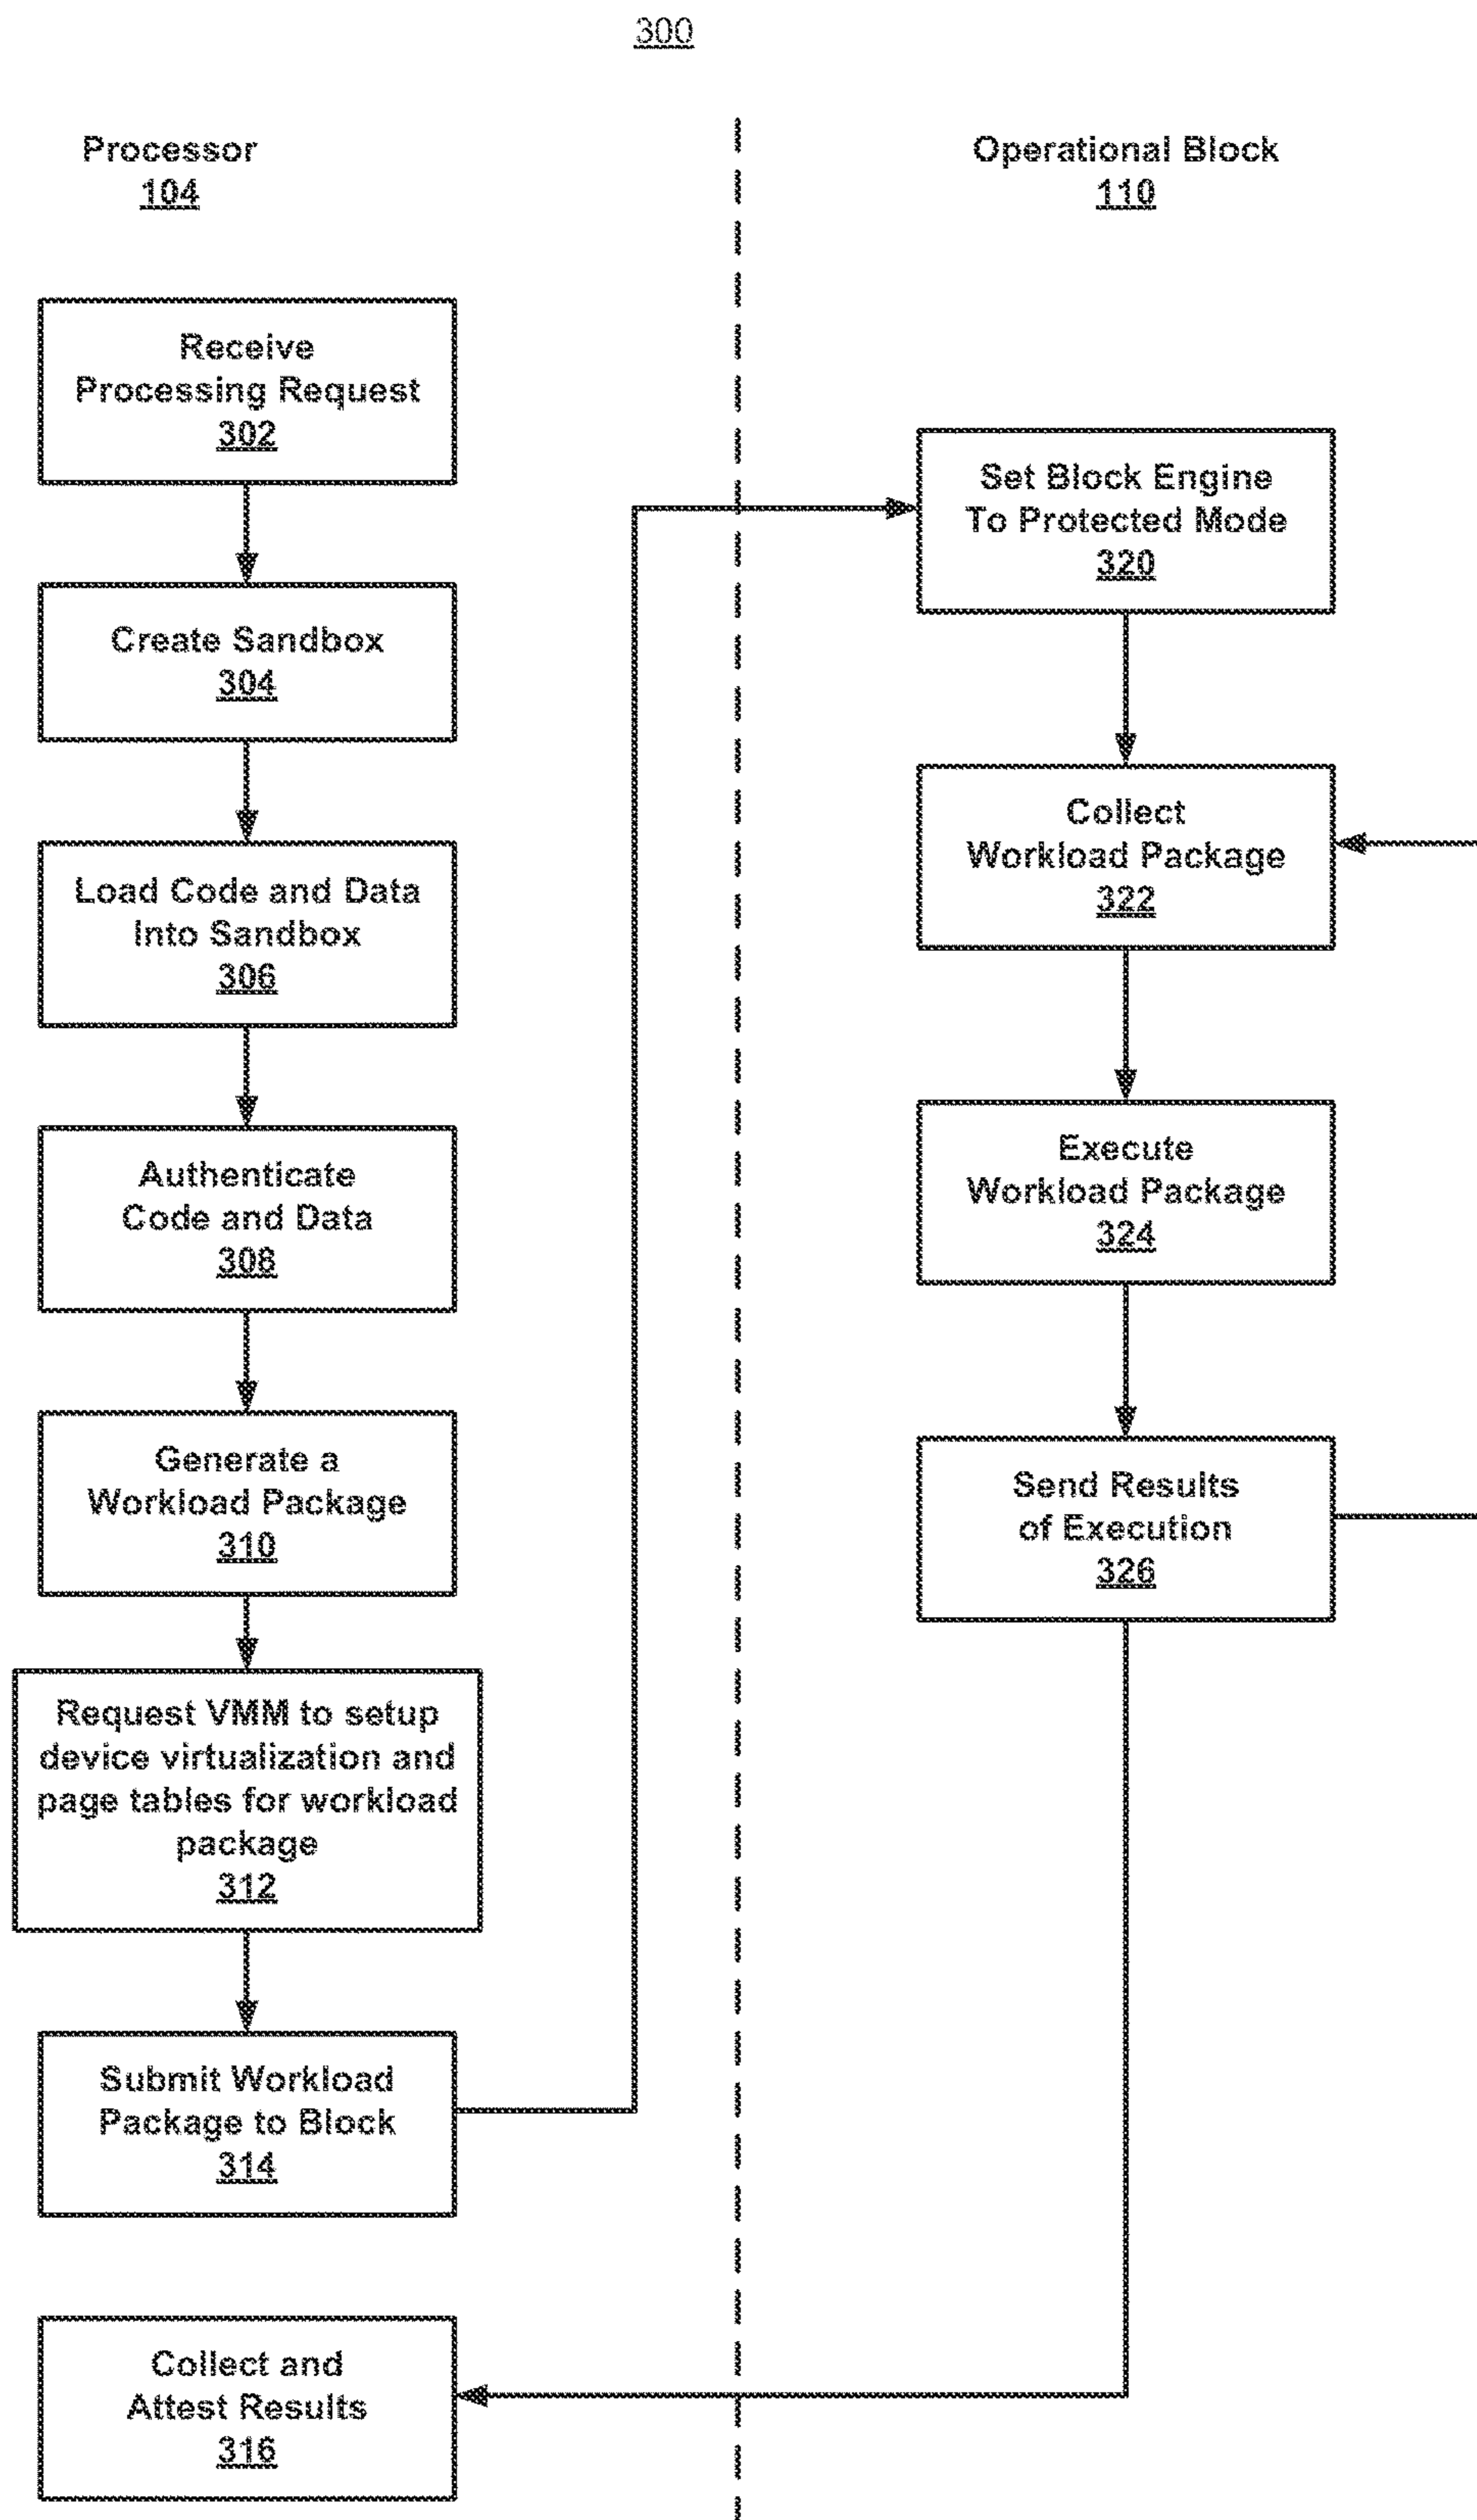 300
Processor
104
Operational Block
110
Receive
Processing Request
302
Create Sandbox
304
Load Code and Data
Into Sandbox
306
Authenticate
Code and Data
308
Generate a
Workload Package
310
Request VMM to setup
device virtualization and
page tables for workload
package
312
Submit Workload
Package to Block
314
Collect and
Attest Results
316
Set Block Engine
To Protected Mode
320
Collect
Workload Package
322
Execute
Workload Package
324
Send Results
of Execution
326